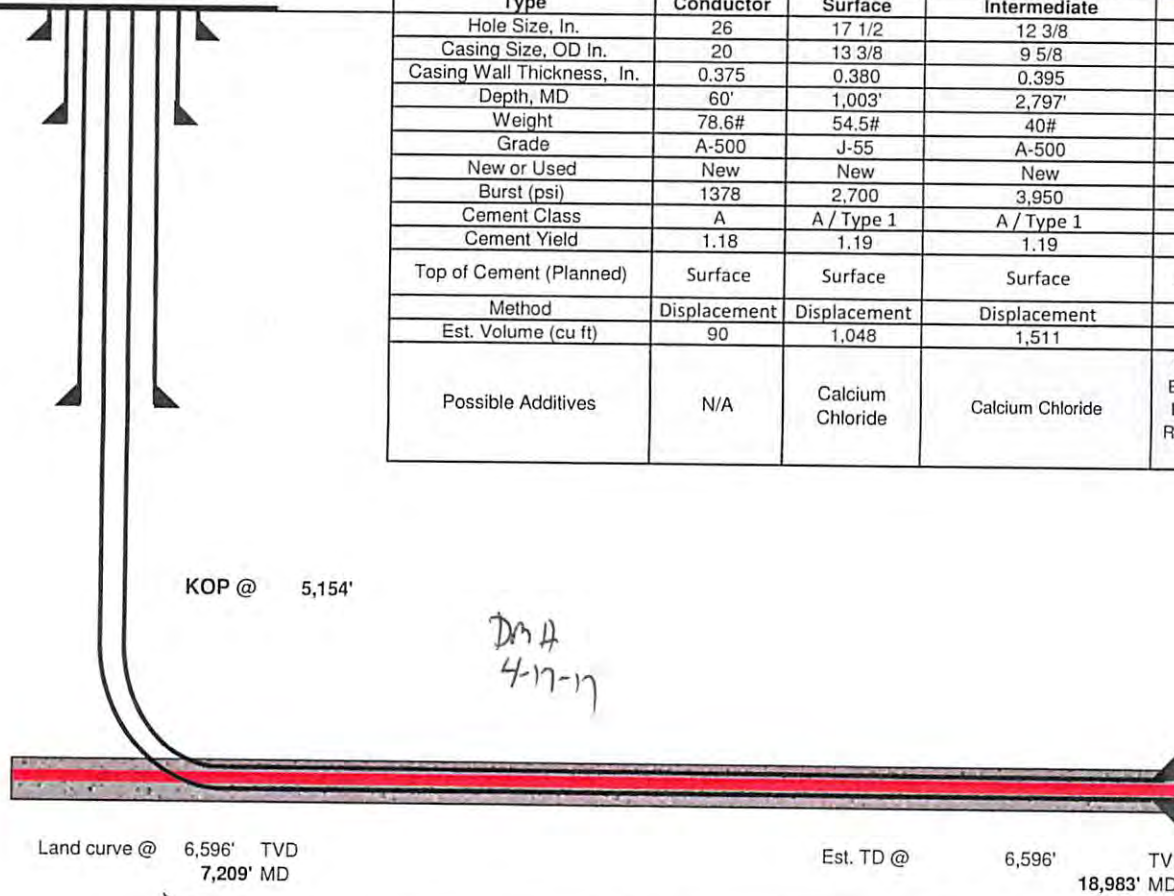 Type Conductor Surface Intermediate
Hole Size, In. 26 17 1/2 12 3/8
Casing Size, OD In. 20 13 3/8 9 5/8
Casing Wall Thickness, In. 0.375 0.380 0.395
Depth, MD 60' 1,003' 2,797'
Weight 78.6# 54.5# 40#
Grade A-500 J-55 A-500
New or Used New New New
Burst (psi) 1378 2,700 3,950
Cement Class A A / Type 1 A / Type 1
Cement Yield 1.18 1.19 1.19
Top of Cement (Planned) Surface Surface Surface
Method Displacement Displacement Displacement
Est. Volume (cu ft) 90 1,048 1,511
Possible Additives N/A Calcium Chloride Calcium Chloride
KOP @ 5,154'
DMA
4-17-17
Land curve @ 6,596' TVD
7,209' MD
Est. TD @ 6,596' TV
18,983' MD